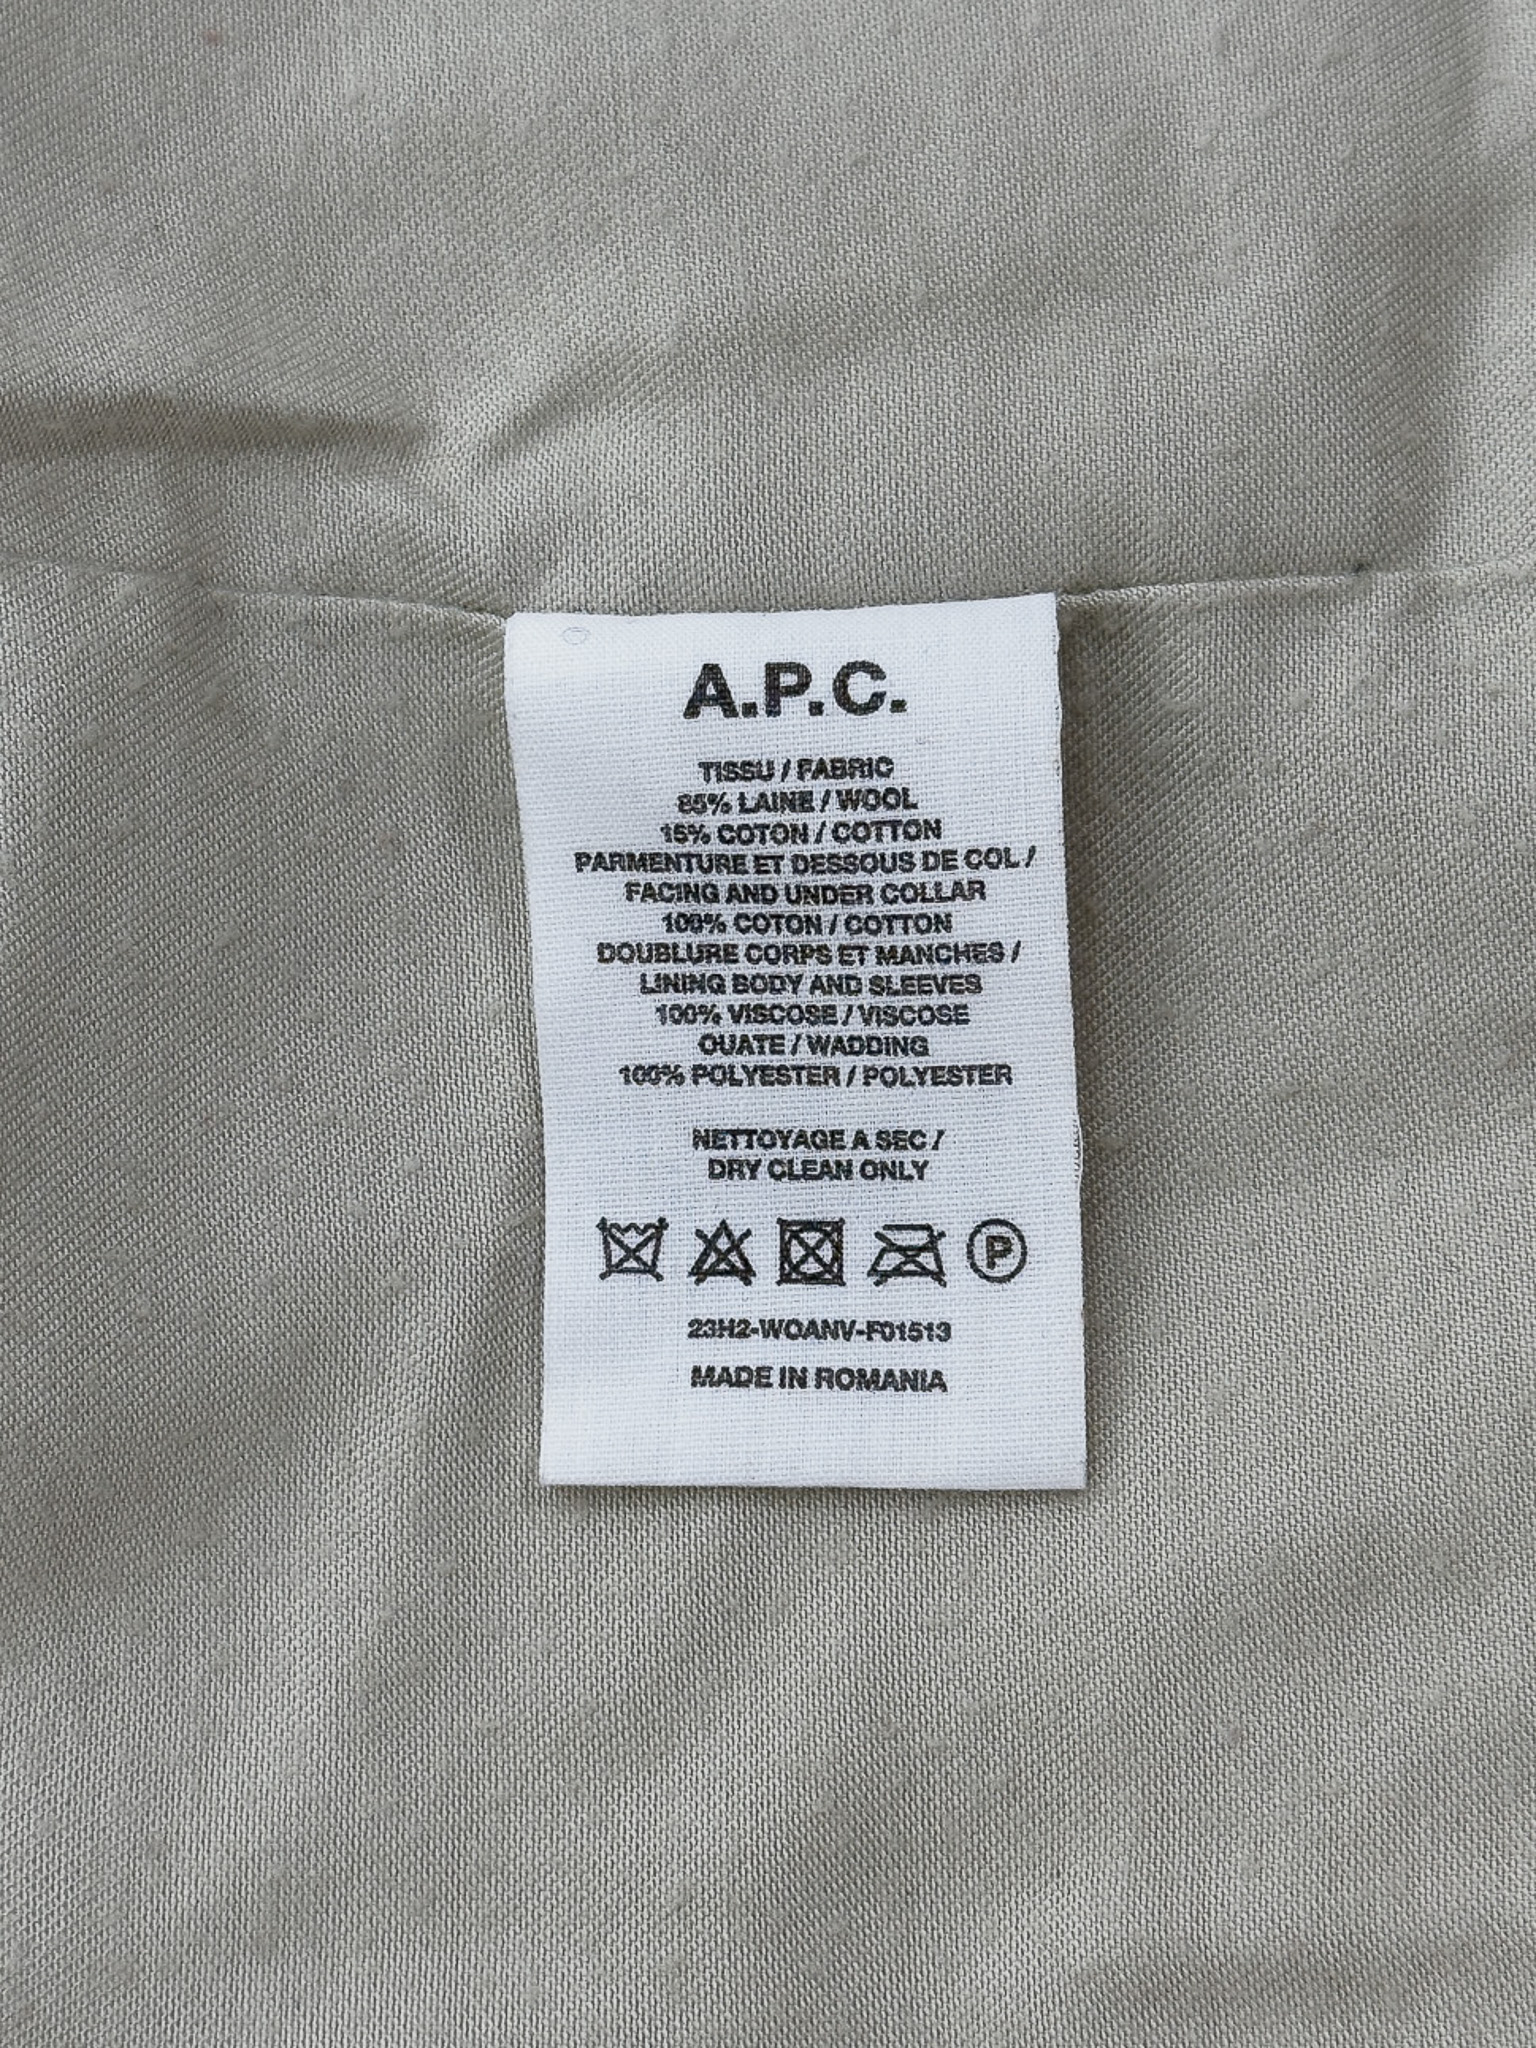 A.P.C.
TISSU / FABRIC
85% LAINE / WOOL
15% COTON / COTTON
PARMENTURE ET DESSOUS DE COL /
FACING AND UNDER COLLAR
100% COTON / COTTON
DOUBLURE CORPS ET MANCHES /
LINING BODY AND SLEEVES
100% VISCOSE / VISCOSE
OUATE / WADDING
100% POLYESTER / POLYESTER
NETTOYAGE A SEC /
DRY CLEAN ONLY
P
23H2-WOANV-F01513
MADE IN ROMANIA